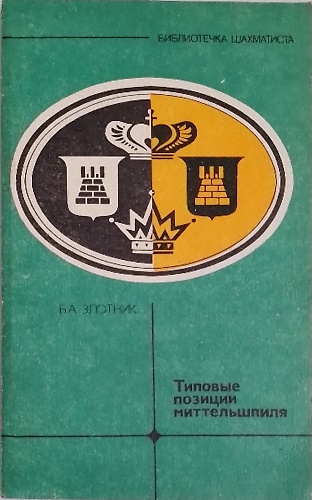 БИБЛИОТЕЧКА ШАХМАТИСТА
Б.А. ЗЛОТНИК
Типовые
позиции
миттельшпиля